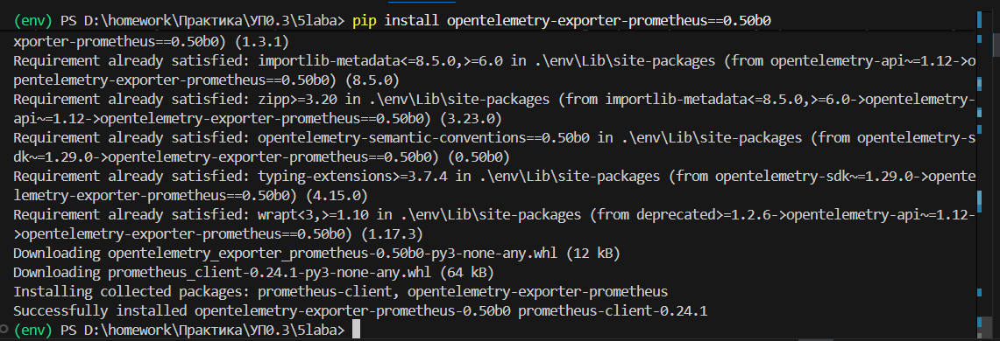 (env) PS D:\homework\Практика\УП0.3\5laba> pip install opentelemetry-exporter-prometheus==0.50b0
xporter-prometheus==0.50b0) (1.3.1)
Requirement already satisfied: importlib-metadata<=8.5.0,>=6.0 in .\env\Lib\site-packages (from opentelemetry-api~=1.12->o
pentelemetry-exporter-prometheus==0.50b0) (8.5.0)
Requirement already satisfied: zipp>=3.20 in .\env\Lib\site-packages (from importlib-metadata<=8.5.0,>=6.0->opentelemetry-
api~=1.12->opentelemetry-exporter-prometheus==0.50b0) (3.23.0)
Requirement already satisfied: opentelemetry-semantic-conventions==0.50b0 in .\env\Lib\site-packages (from opentelemetry-s
dk~=1.29.0->opentelemetry-exporter-prometheus==0.50b0) (0.50b0)
Requirement already satisfied: typing-extensions>=3.7.4 in .\env\Lib\site-packages (from opentelemetry-sdk~=1.29.0->opente
lemetry-exporter-prometheus==0.50b0) (4.15.0)
Requirement already satisfied: wrapt<3,>=1.10 in .\env\Lib\site-packages (from deprecated>=1.2.6->opentelemetry-api~=1.12-
>opentelemetry-exporter-prometheus==0.50b0) (1.17.3)
Downloading opentelemetry_exporter_prometheus-0.50b0-py3-none-any.whl (12 kB)
Downloading prometheus_client-0.24.1-py3-none-any.whl (64 kB)
Installing collected packages: prometheus-client, opentelemetry-exporter-prometheus
Successfully installed opentelemetry-exporter-prometheus-0.50b0 prometheus-client-0.24.1
(env) PS D:\homework\Практика\УП0.3\5laba>